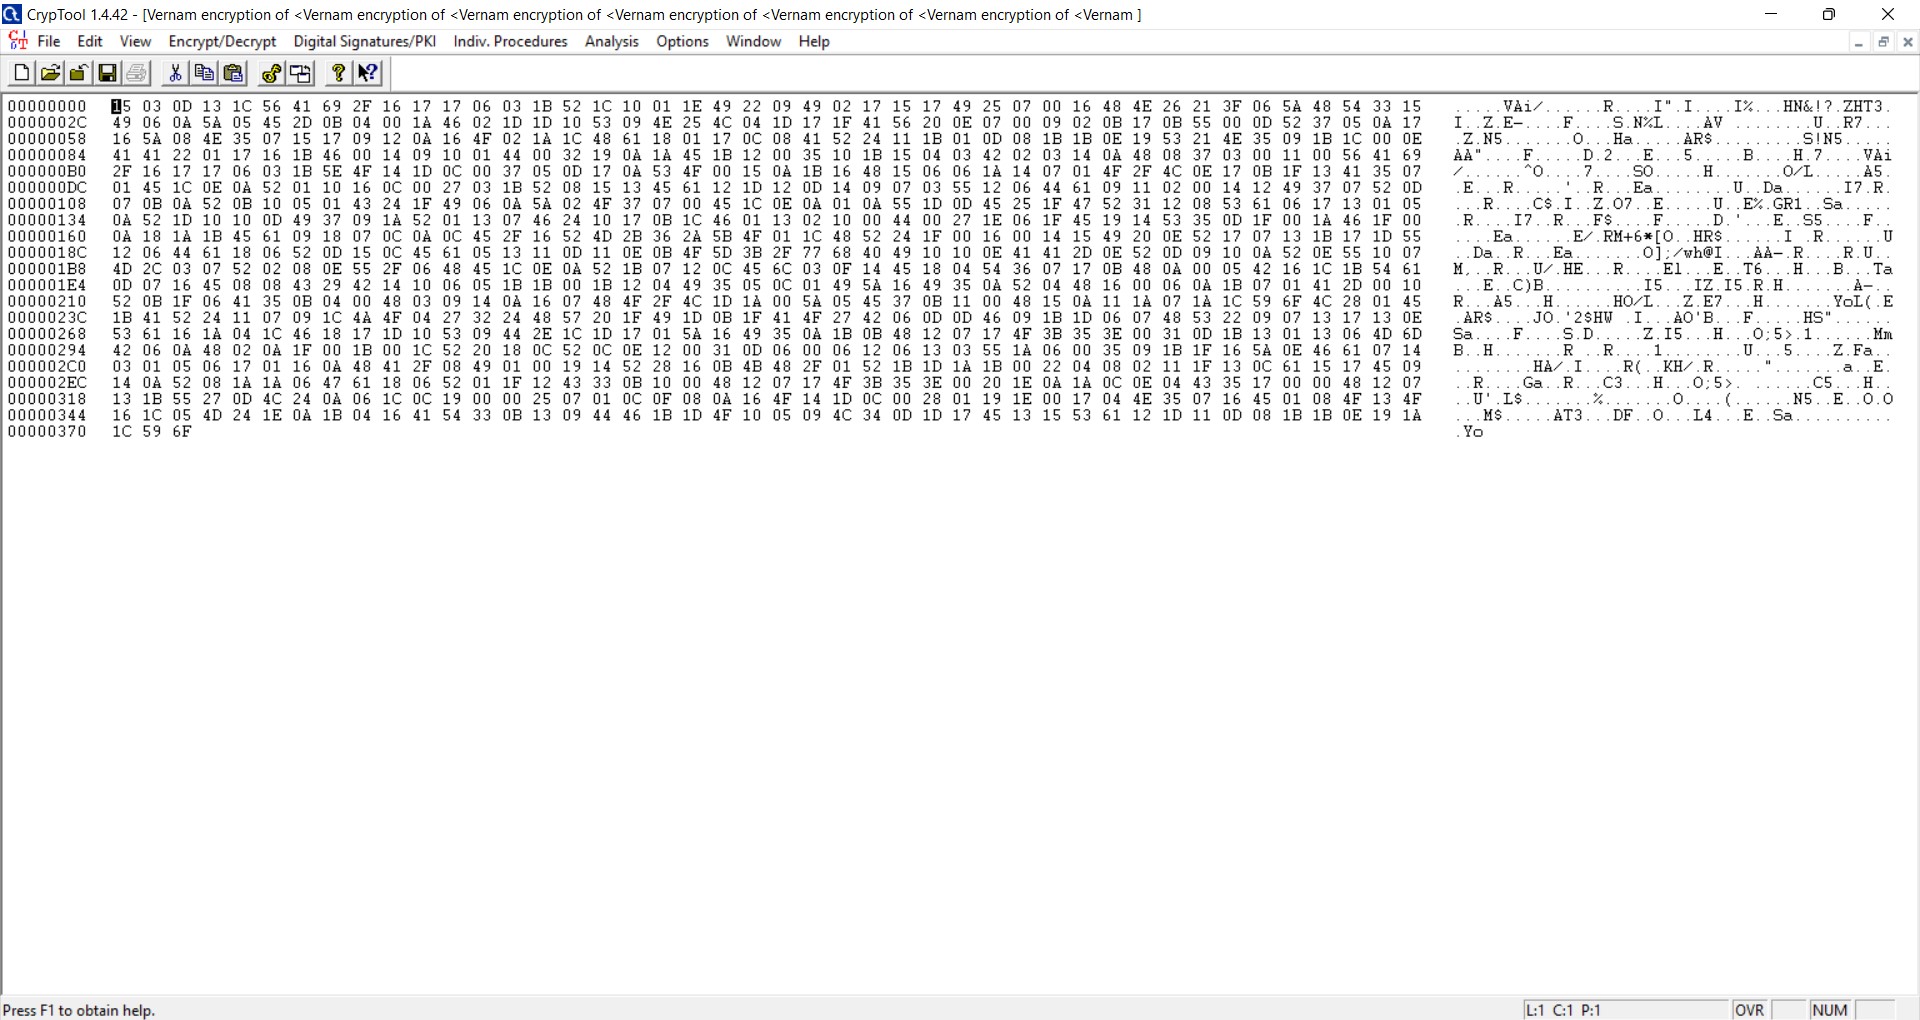 CrypTool 1.4.42 - [Vernam encryption of <Vernam encryption of <Vernam encryption of <Vernam encryption of <Vernam encryption of <Vernam encryption of <Vernam ]
File Edit View Encrypt/Decrypt Digital Signatures/PKI Indiv. Procedures Analysis Options Window Help
00000000 15 03 0D 13 1C 56 41 69 2F 16 17 17 06 03 1B 52 1C 10 01 1E 49 22 09 49 02 17 15 17 49 25 07 00 16 48 4E 26 21 3F 06 5A 48 54 33 15 .....VAi/......R....I".I....I%...HN&!?.ZHT3.
0000002C 49 06 0A 5A 05 45 2D 0B 04 00 1A 46 02 1D 1D 10 53 09 4E 25 4C 04 1D 17 1F 41 56 20 0E 07 00 09 02 0B 17 0B 55 00 0D 52 37 05 0A 17 I..Z.E-....F....S.N%L....AV ........U..R7...
00000058 16 5A 08 4E 35 07 15 17 09 12 0A 16 4F 02 1A 1C 48 61 18 01 17 0C 08 41 52 24 11 1B 01 0D 08 1B 1B 0E 19 53 21 4E 35 09 1B 1C 00 0E .Z.N5.......O...Ha.....AR$.........S!N5.....
00000084 41 41 22 01 17 16 1B 46 00 14 09 10 01 44 00 32 19 0A 1A 45 1B 12 00 35 10 1B 15 04 03 42 02 03 14 0A 48 08 37 03 00 11 00 56 41 69 AA"....F.....D.2...E...5.....B....H.7....VAi
000000B0 2F 16 17 17 06 03 1B 5E 4F 14 1D 0C 00 37 05 0D 17 0A 53 4F 00 15 0A 1B 16 48 15 06 06 1A 14 07 01 4F 2F 4C 0E 17 0B 1F 13 41 35 07 /......^O....7....SO.....H.......O/L.....A5.
000000DC 01 45 1C 0E 0A 52 01 10 16 0C 00 27 03 1B 52 08 15 13 45 61 12 1D 12 0D 14 09 07 03 55 12 06 44 61 09 11 02 00 14 12 49 37 07 52 0D .E...R.....'..R...Ea........U..Da......I7.R.
00000108 07 0B 0A 52 0B 10 05 01 43 24 1F 49 06 0A 5A 02 4F 37 07 00 45 1C 0E 0A 01 0A 55 1D 0D 45 25 1F 47 52 31 12 08 53 61 06 17 13 01 05 ...R....C$.I..Z.O7..E.....U..E%.GR1..Sa.....
00000134 0A 52 1D 10 10 0D 49 37 09 1A 52 01 13 07 46 24 10 17 0B 1C 46 01 13 02 10 00 44 00 27 1E 06 1F 45 19 14 53 35 0D 1F 00 1A 46 1F 00 .R....I7..R...F$....F.....D.'...E..S5....F..
00000160 0A 18 1A 1B 45 61 09 18 07 0C 0A 0C 45 2F 16 52 4D 2B 36 2A 5B 4F 01 1C 48 52 24 1F 00 16 00 14 15 49 20 0E 52 17 07 13 1B 17 1D 55 ....Ea......E/.RM+6*[O..HR$......I .R......U
0000018C 12 06 44 61 18 06 52 0D 15 0C 45 61 05 13 11 0D 11 0E 0B 4F 5D 3B 2F 77 68 40 49 10 10 0E 41 41 2D 0E 52 0D 09 10 0A 52 0E 55 10 07 ..Da..R...Ea.......O];/wh@I...AA-.R....R.U..
000001B8 4D 2C 03 07 52 02 08 0E 55 2F 06 48 45 1C 0E 0A 52 1B 07 12 0C 45 6C 03 0F 14 45 18 04 54 36 07 17 0B 48 0A 00 05 42 16 1C 1B 54 61 M,..R...U/.HE...R....El...E..T6...H...B...Ta
000001E4 0D 07 16 45 08 08 43 29 42 14 10 06 05 1B 1B 00 1B 12 04 49 35 05 0C 01 49 5A 16 49 35 0A 52 04 48 16 00 06 0A 1B 07 01 41 2D 00 10 ...E..C)B..........I5...IZ.I5.R.H.......A-..
00000210 52 0B 1F 06 41 35 0B 04 00 48 03 09 14 0A 16 07 48 4F 2F 4C 1D 1A 00 5A 05 45 37 0B 11 00 48 15 0A 11 1A 07 1A 1C 59 6F 4C 28 01 45 R...A5...H......HO/L...Z.E7...H.......YoL(.E
0000023C 1B 41 52 24 11 07 09 1C 4A 4F 04 27 32 24 48 57 20 1F 49 1D 0B 1F 41 4F 27 42 06 0D 0D 46 09 1B 1D 06 07 48 53 22 09 07 13 17 13 0E .AR$....JO.'2$HW .I...AO'B...F.....HS"......
00000268 53 61 16 1A 04 1C 46 18 17 1D 10 53 09 44 2E 1C 1D 17 01 5A 16 49 35 0A 1B 0B 48 12 07 17 4F 3B 35 3E 00 31 0D 1B 13 01 13 06 4D 6D Sa....F....S.D.....Z.I5...H...O;5>.1......Mm
00000294 42 06 0A 48 02 0A 1F 00 1B 00 1C 52 20 18 0C 52 0C 0E 12 00 31 0D 06 00 06 12 06 13 03 55 1A 06 00 35 09 1B 1F 16 5A 0E 46 61 07 14 B..H.......R ..R....1........U...5....Z.Fa..
000002C0 03 01 05 06 17 01 16 0A 48 41 2F 08 49 01 00 19 14 52 28 16 0B 4B 48 2F 01 52 1B 1D 1A 1B 00 22 04 08 02 11 1F 13 0C 61 15 17 45 09 ........HA/.I....R(..KH/.R.....".......a..E.
000002EC 14 0A 52 08 1A 1A 06 47 61 18 06 52 01 1F 12 43 33 0B 10 00 48 12 07 17 4F 3B 35 3E 00 20 1E 0A 1A 0C 0E 04 43 35 17 00 00 48 12 07 ..R....Ga..R...C3...H...O;5>. ......C5...H..
00000318 13 1B 55 27 0D 4C 24 0A 06 1C 0C 19 00 00 25 07 01 0C 0F 08 0A 16 4F 14 1D 0C 00 28 01 19 1E 00 17 04 4E 35 07 16 45 01 08 4F 13 4F ..U'.L$.......%.......O....(......N5..E..O.O
00000344 16 1C 05 4D 24 1E 0A 1B 04 16 41 54 33 0B 13 09 44 46 1B 1D 4F 10 05 09 4C 34 0D 1D 17 45 13 15 53 61 12 1D 11 0D 08 1B 1B 0E 19 1A ...M$.....AT3...DF..O...L4...E..Sa..........
00000370 1C 59 6F .Yo
Press F1 to obtain help. L:1 C:1 P:1 OVR NUM